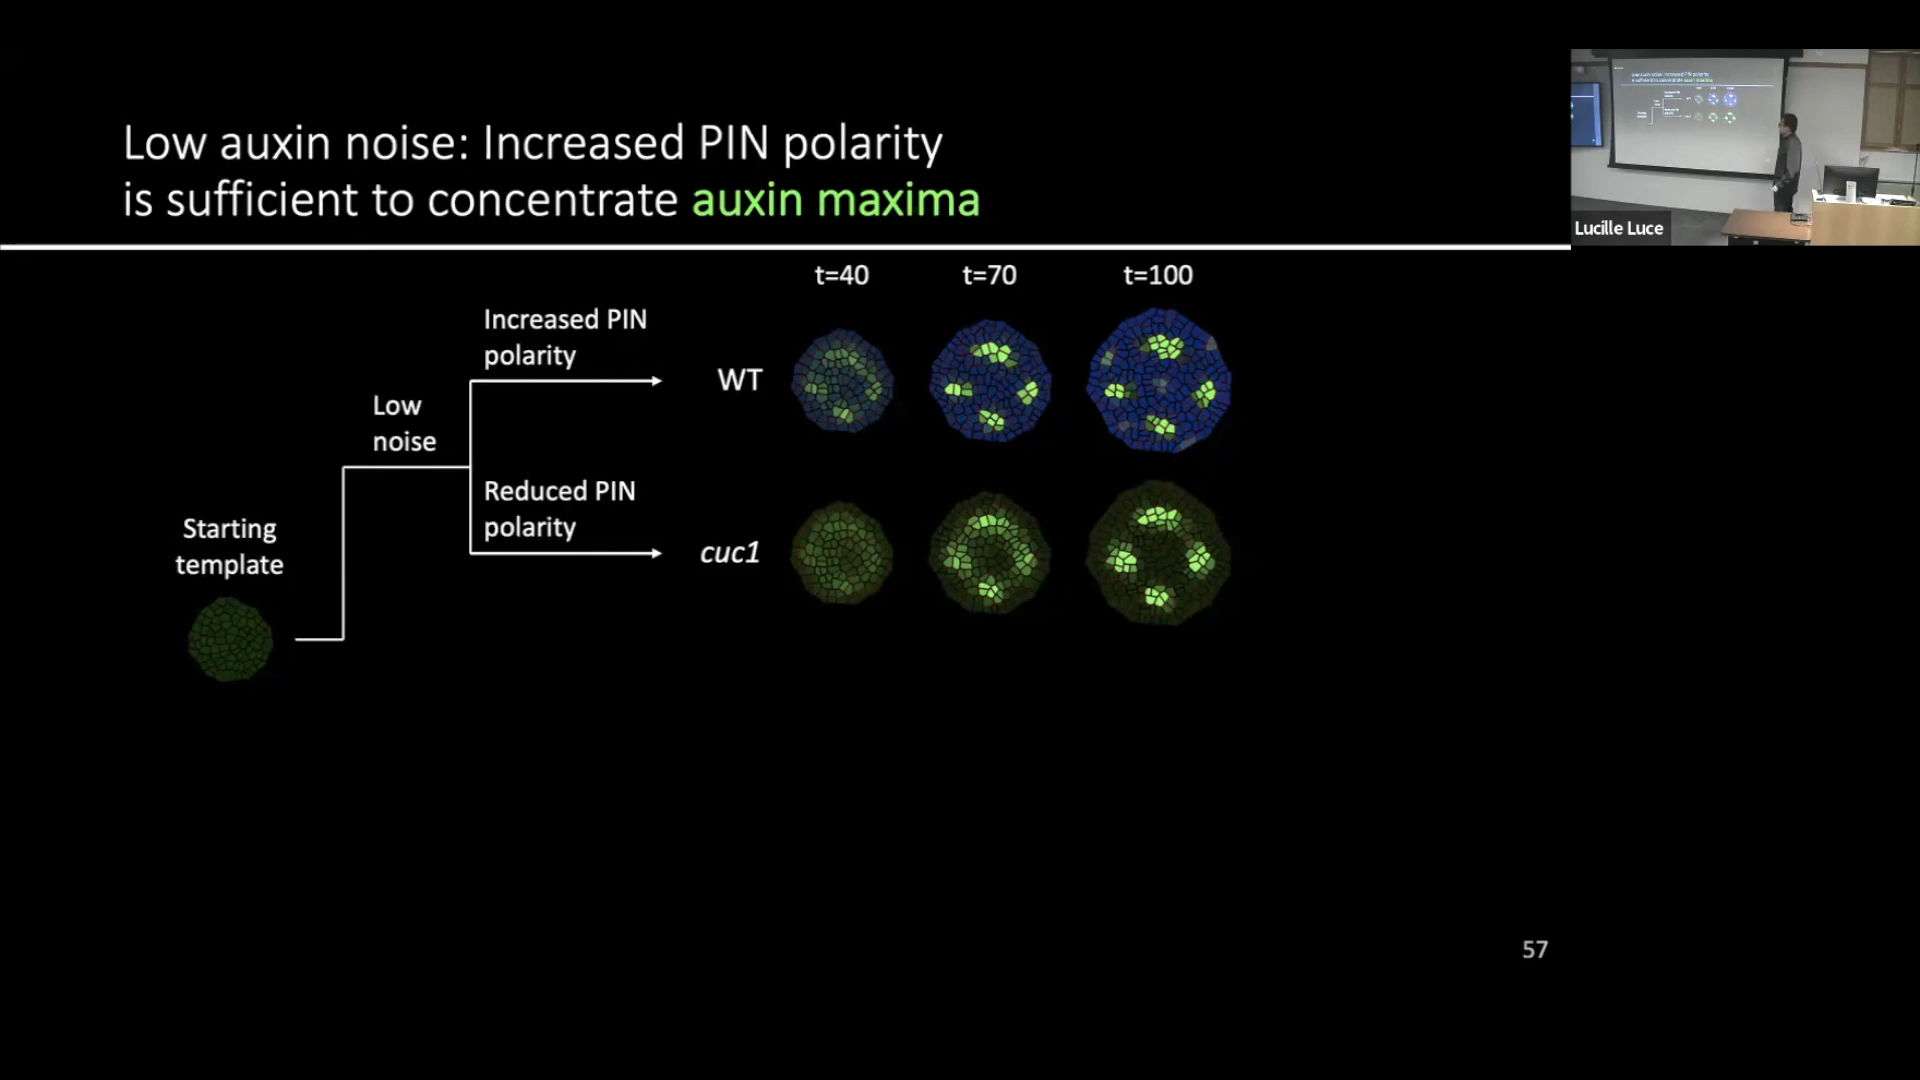 Low auxin noise: Increased PIN polarity
is sufficient to concentrate auxin maxima
Lucille Luce
t=40
t=70
t=100
Increased PIN
polarity
WT
Low
noise
Reduced PIN
polarity
cuc1
Starting
template
57